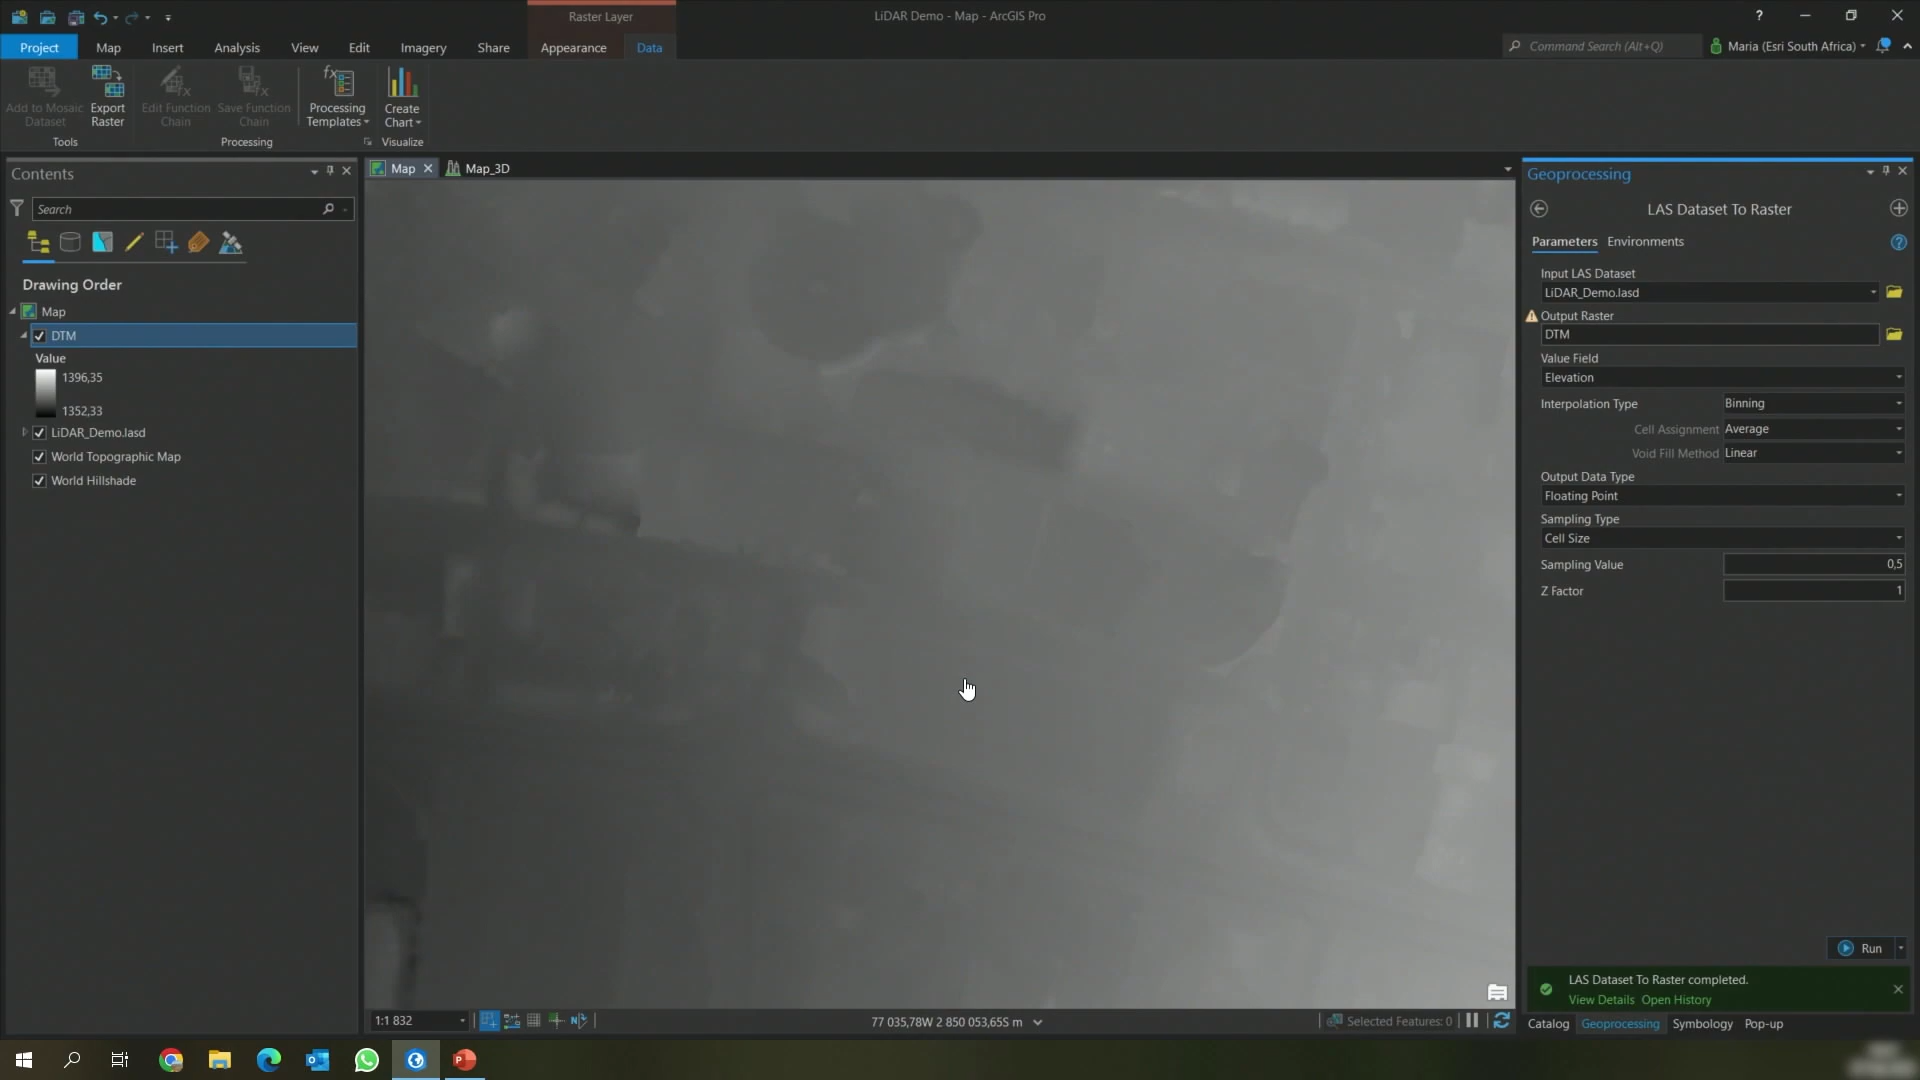 Raster Layer
LiDAR Demo - Map - ArcGIS Pro
?
Project Map Insert Analysis View Edit Imagery Share Appearance Data
Command Search (Alt+Q)
Maria (Esri South Africa)
Add to Mosaic Dataset
Export Raster
Edit Function Chain
Save Function Chain
Processing Templates
Create Chart
Tools
Processing
Visualize
Contents
Search
Drawing Order
Map
DTM
Value
1396,35
1352,33
LiDAR_Demo.lasd
World Topographic Map
World Hillshade
Map Map_3D
1:1 832
77 035,78W 2 850 053,65S m
Selected Features: 0
Geoprocessing
LAS Dataset To Raster
Parameters Environments
?
Input LAS Dataset
LiDAR_Demo.lasd
Output Raster
DTM
Value Field
Elevation
Interpolation Type Binning
Cell Assignment Average
Void Fill Method Linear
Output Data Type
Floating Point
Sampling Type
Cell Size
Sampling Value 0,5
Z Factor 1
Run
LAS Dataset To Raster completed.
View Details Open History
Catalog Geoprocessing Symbology Pop-up